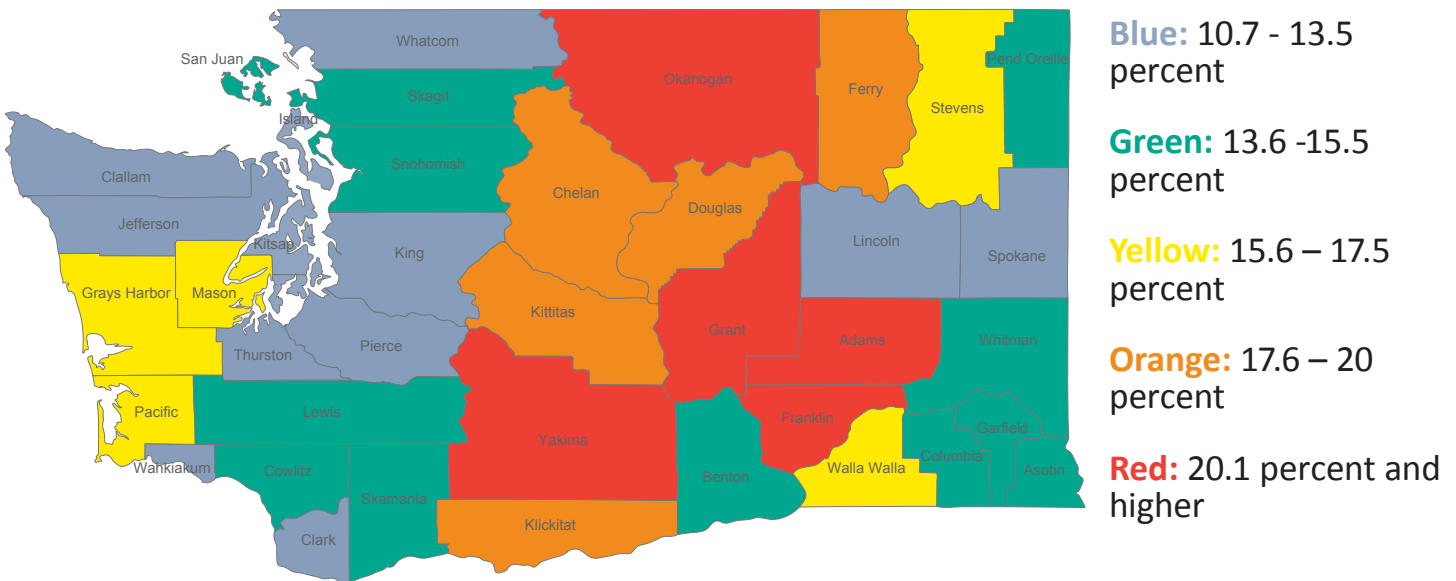 Whatcom
San Juan
Okanogan
Pend Oreille
Skagit
Ferry
Stevens
Island
Snohomish
Clallam
Chelan
Douglas
Jefferson
Kitsap
King
Lincoln
Spokane
Grays Harbor
Mason
Kittitas
Grant
Adams
Whitman
Thurston
Pierce
Pacific
Lewis
Yakima
Franklin
Garfield
Wahkiakum
Cowlitz
Skamania
Benton
Walla Walla
Columbia
Asotin
Klickitat
Clark
Blue: 10.7 - 13.5
percent
Green: 13.6 -15.5
percent
Yellow: 15.6 – 17.5
percent
Orange: 17.6 – 20
percent
Red: 20.1 percent and
higher